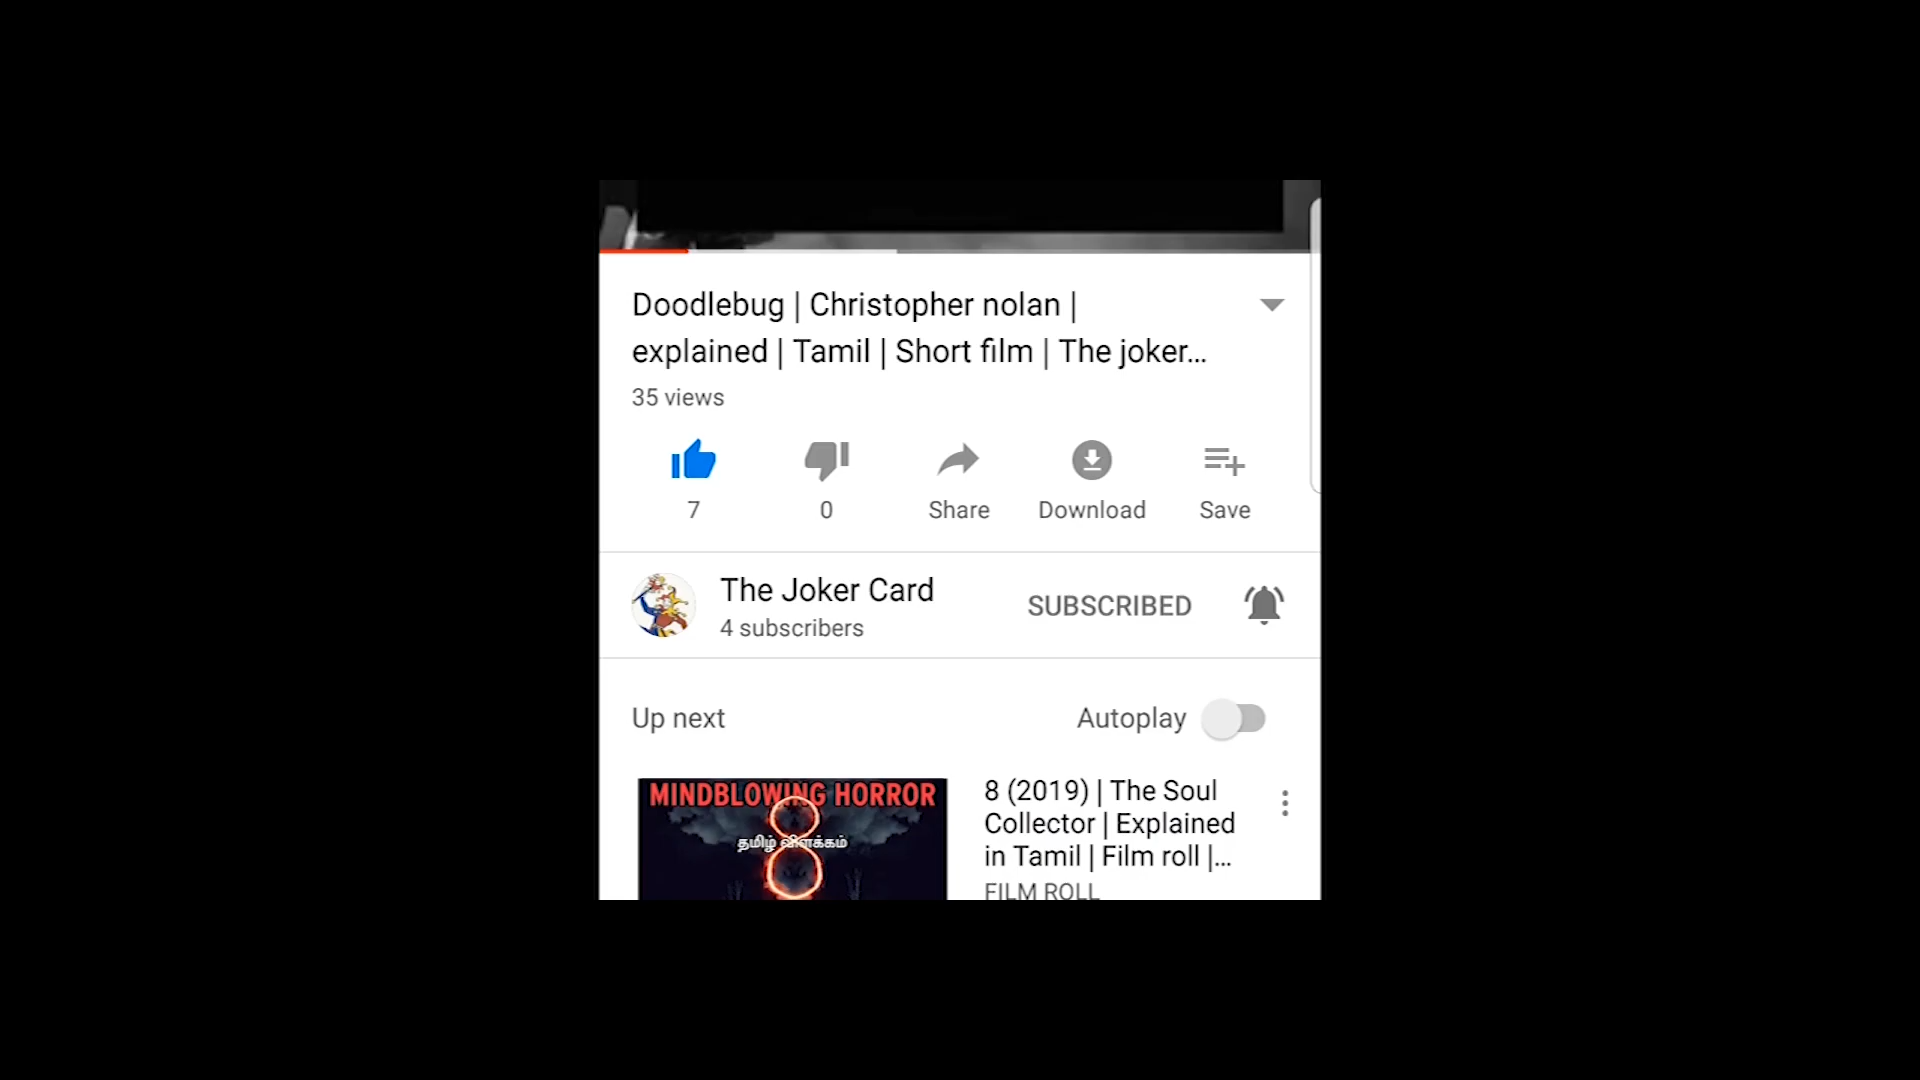 Doodlebug | Christopher nolan |
explained | Tamil | Short film | The joker...
35 views
7
0
Share
Download
Save
The Joker Card
4 subscribers
SUBSCRIBED
Up next
Autoplay
MINDBLOWING HORROR
தமிழ் விளக்கம்
8 (2019) | The Soul
Collector | Explained
in Tamil | Film roll |...
FILM ROLL